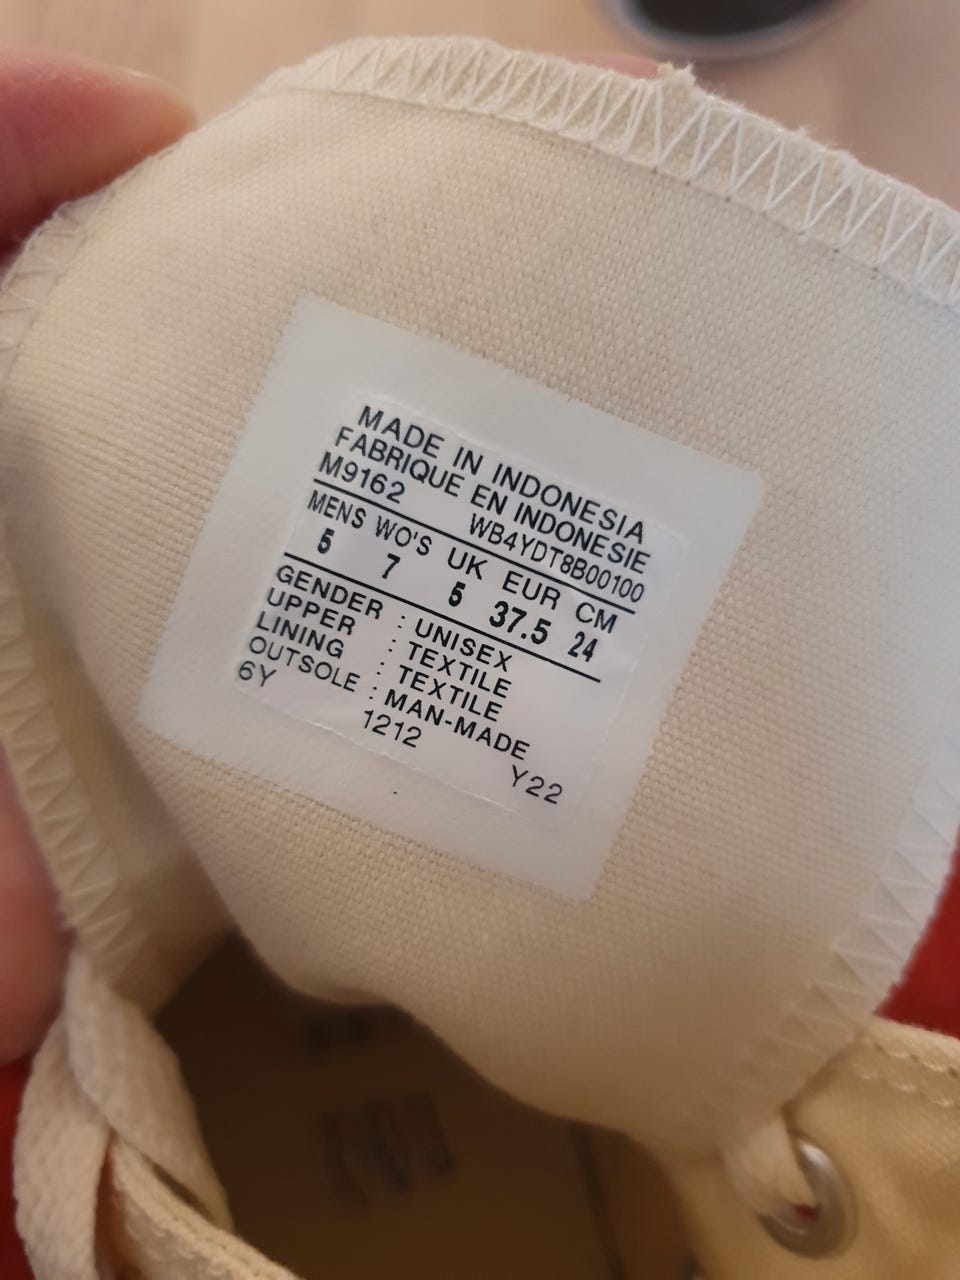 MADE IN INDONESIA
FABRIQUE EN INDONESIE
M9162 WB4YDT8B00100
MENS WO'S UK EUR CM
5 7 5 37.5 24
GENDER : UNISEX
UPPER : TEXTILE
LINING : TEXTILE
OUTSOLE : MAN-MADE
6Y 1212 Y22